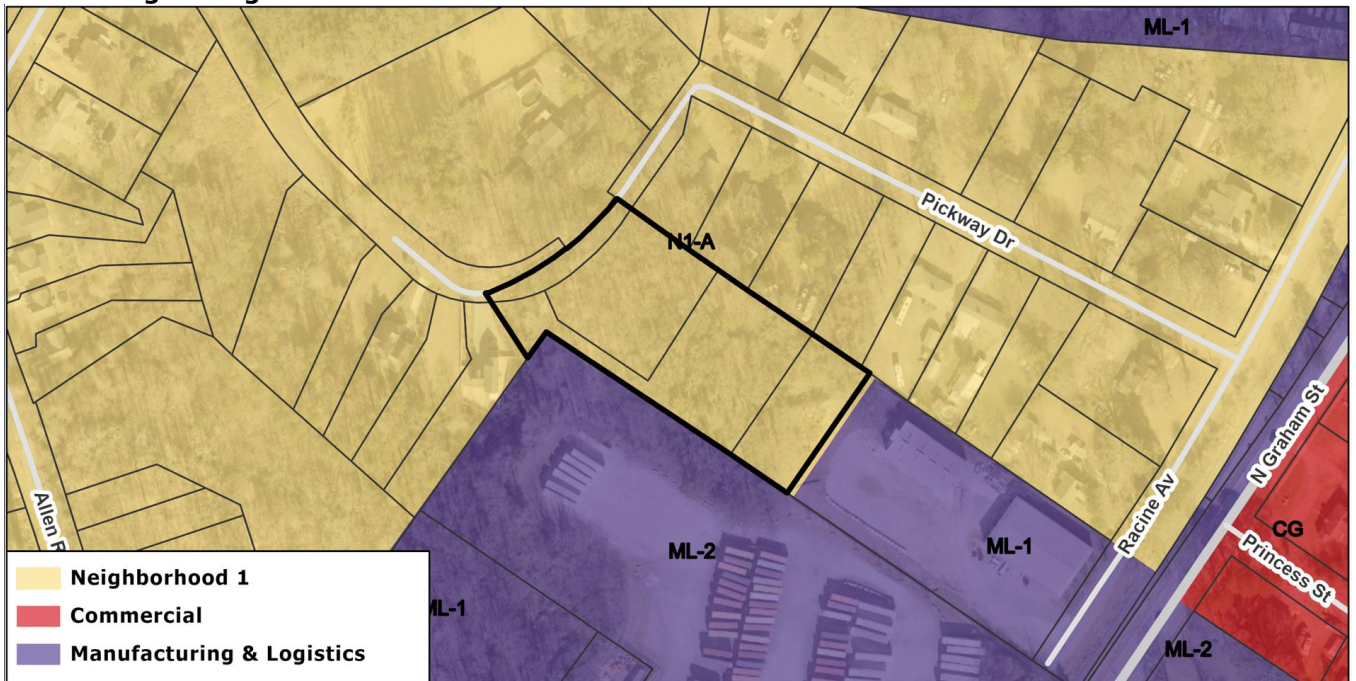 ML-1
Pickway Dr
N1-A
N Graham St
Allen R
Racine Av
CG
Princess St
ML-2
ML-1
ML-1
ML-2
Neighborhood 1
Commercial
Manufacturing & Logistics